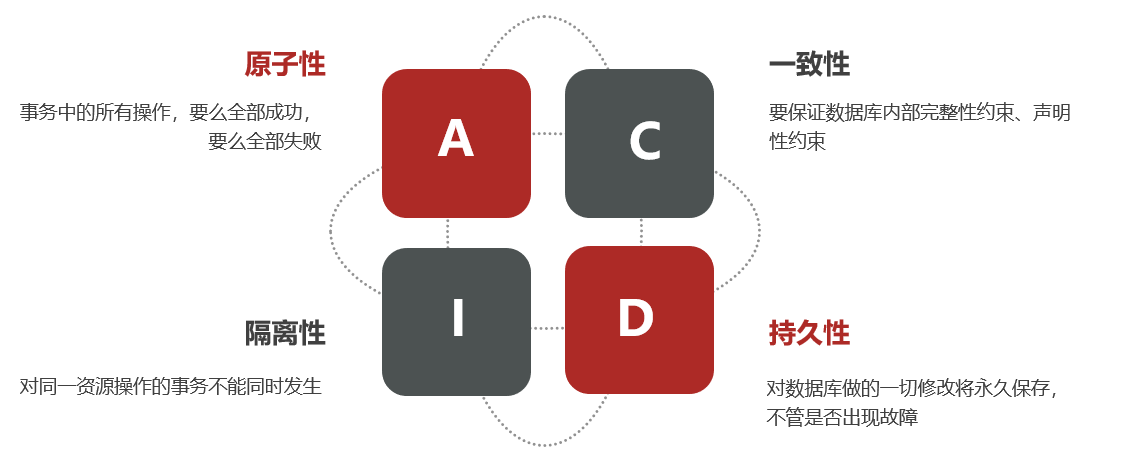 原子性
事务中的所有操作，要么全部成功，
要么全部失败
A
C
一致性
要保证数据库内部完整性约束、声明
性约束
隔离性
对同一资源操作的事务不能同时发生
I
D
持久性
对数据库做的一切修改将永久保存，
不管是否出现故障